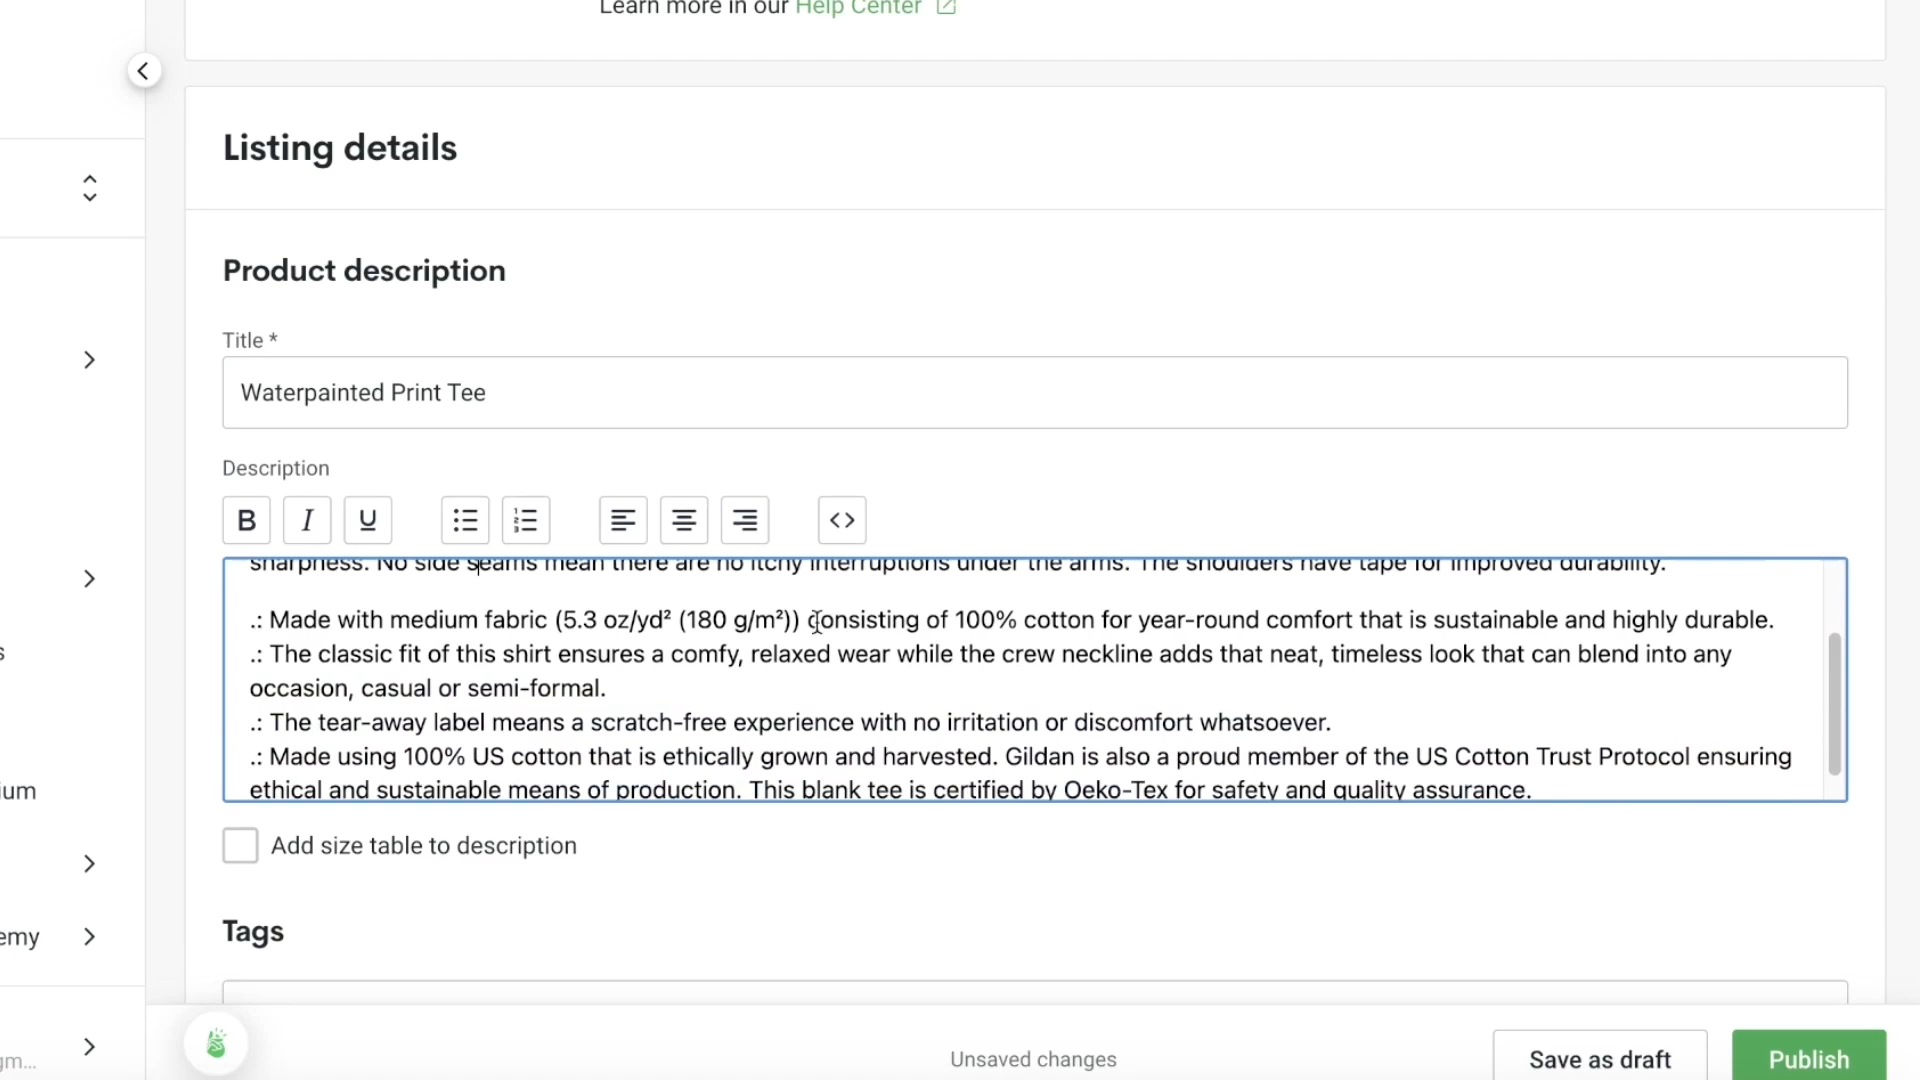 Learn more in our Help Center
Listing details
Product description
Title *
Waterpainted Print Tee
Description
B I U
sharpness. No side seams mean there are no itchy interruptions under the arms. The shoulders have tape for improved durability.
.: Made with medium fabric (5.3 oz/yd² (180 g/m²)) consisting of 100% cotton for year-round comfort that is sustainable and highly durable.
.: The classic fit of this shirt ensures a comfy, relaxed wear while the crew neckline adds that neat, timeless look that can blend into any
occasion, casual or semi-formal.
.: The tear-away label means a scratch-free experience with no irritation or discomfort whatsoever.
.: Made using 100% US cotton that is ethically grown and harvested. Gildan is also a proud member of the US Cotton Trust Protocol ensuring
ethical and sustainable means of production. This blank tee is certified by Oeko-Tex for safety and quality assurance.
Add size table to description
Tags
s
ium
emy
gm...
Unsaved changes
Save as draft
Publish